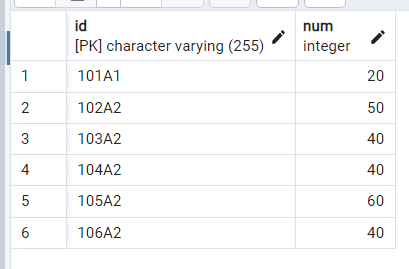 id num
[PK] character varying (255) integer
1 101A1 20
2 102A2 50
3 103A2 40
4 104A2 40
5 105A2 60
6 106A2 40